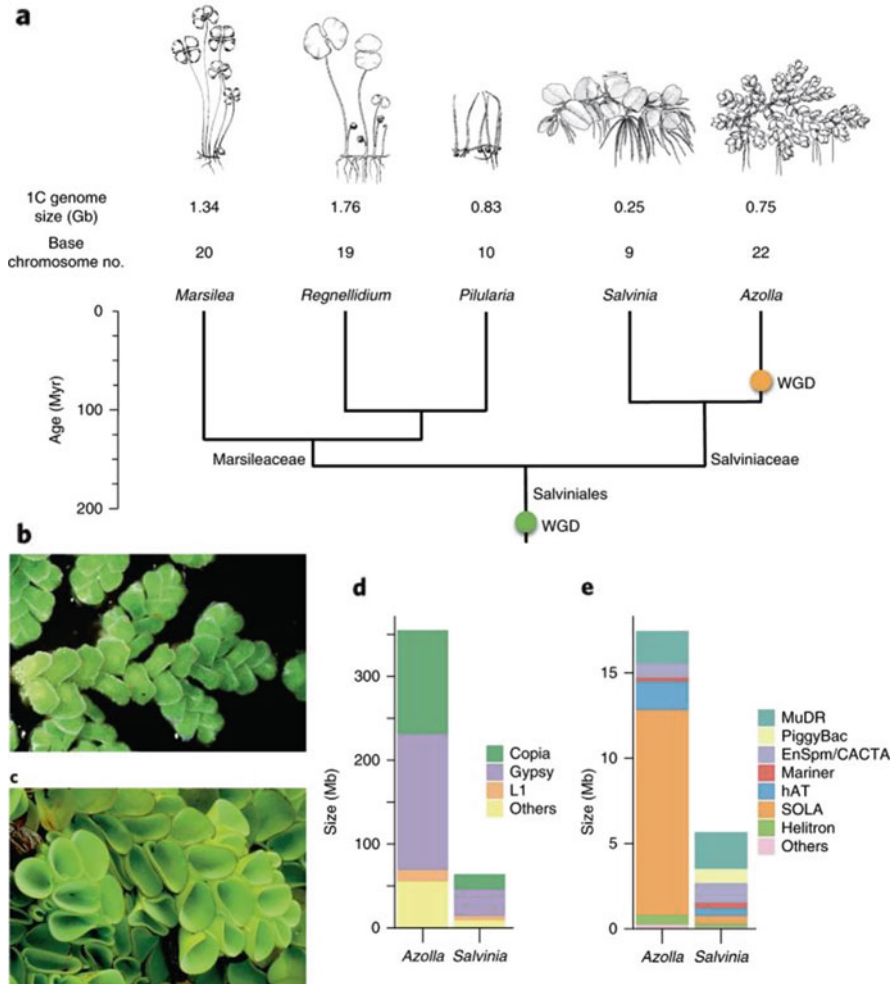 a
1C genome
size (Gb)
1.34 1.76 0.83 0.25 0.75
Base
chromosome no.
20 19 10 9 22
Marsilea Regnellidium Pilularia Salvinia Azolla
0
100
200
Age (Myr)
WGD
Marsileaceae
Salviniaceae
Salviniales
WGD
b
c
d
300
200
100
0
Size (Mb)
Copia
Gypsy
L1
Others
Azolla Salvinia
e
15
10
5
0
Size (Mb)
MuDR
PiggyBac
EnSpm/CACTA
Mariner
hAT
SOLA
Helitron
Others
Azolla Salvinia